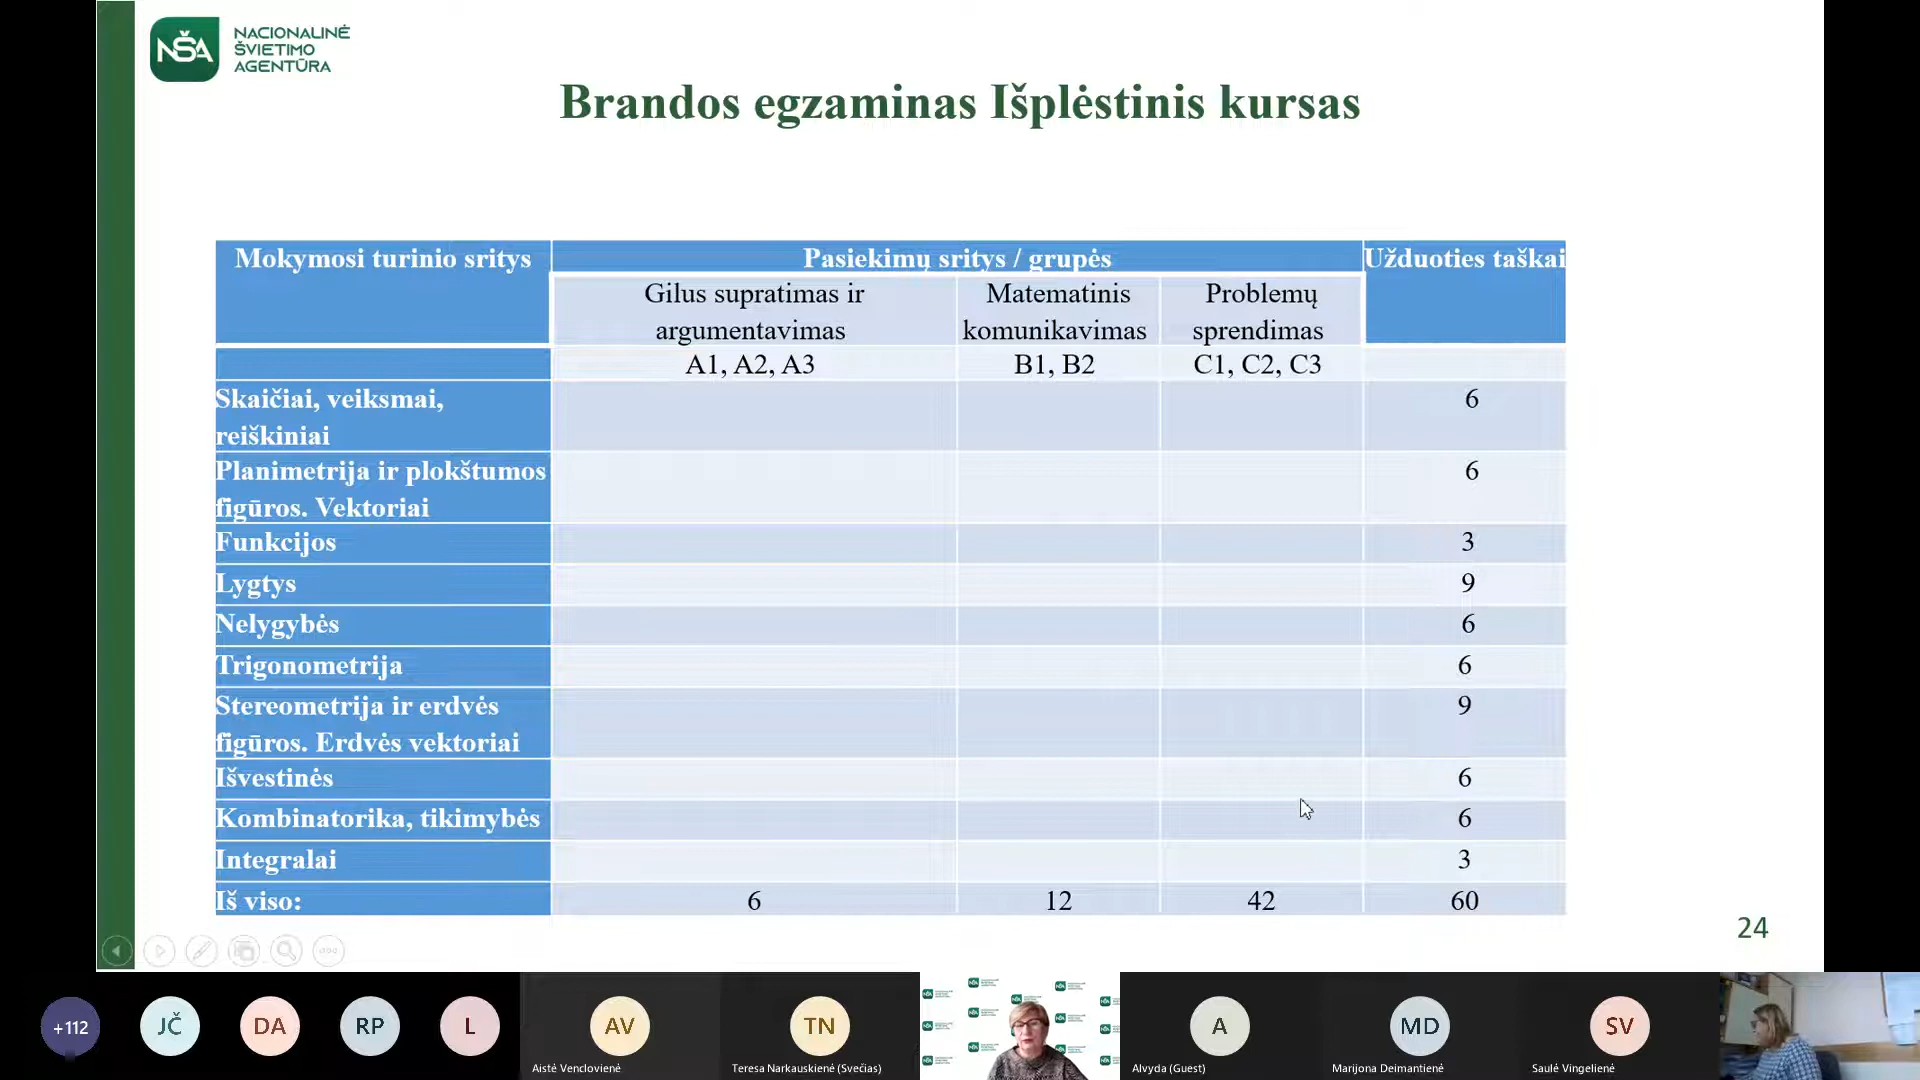 NŠA
NACIONALINĖ
ŠVIETIMO
AGENTŪRA
Brandos egzaminas Išplėstinis kursas
Mokymosi turinio sritys
Pasiekimų sritys / grupės
Užduoties taškai
Gilus supratimas ir
argumentavimas
Matematinis
komunikavimas
Problemų
sprendimas
A1, A2, A3
B1, B2
C1, C2, C3
Skaičiai, veiksmai,
reiškiniai
6
Planimetrija ir plokštumos
figūros. Vektoriai
6
Funkcijos
3
Lygtys
9
Nelygybės
6
Trigonometrija
6
Stereometrija ir erdvės
figūros. Erdvės vektoriai
9
Išvestinės
6
Kombinatorika, tikimybės
6
Integralai
3
Iš viso:
6
12
42
60
24
+112
JČ
DA
RP
L
AV
Aistė Venclovienė
TN
Teresa Narkauskienė (Svečias)
A
Alvyda (Guest)
MD
Marijona Deimantienė
SV
Saulė Vingelienė